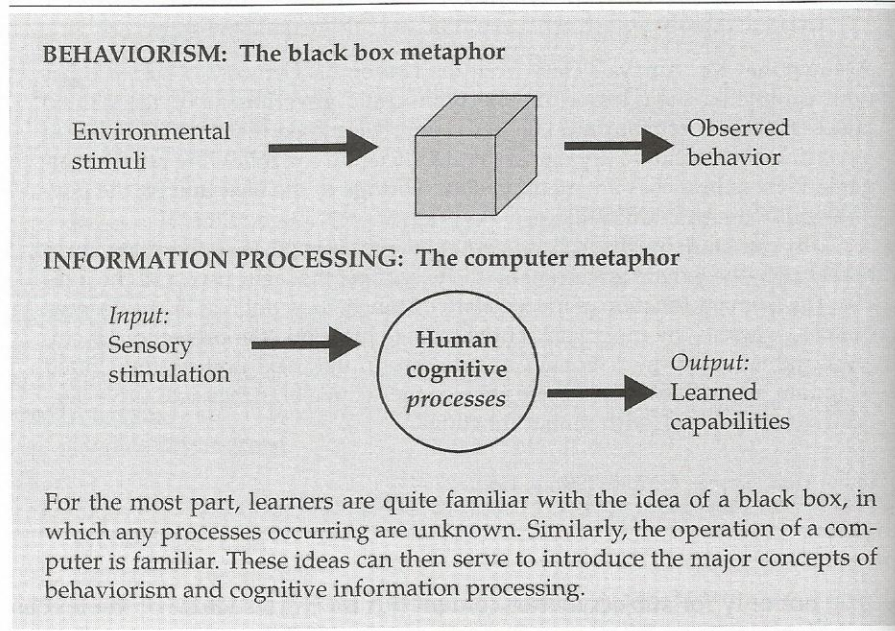 BEHAVIORISM: The black box metaphor
Environmental
stimuli
Observed
behavior
INFORMATION PROCESSING: The computer metaphor
Input:
Sensory
stimulation
Human
cognitive
processes
Output:
Learned
capabilities
For the most part, learners are quite familiar with the idea of a black box, in
which any processes occurring are unknown. Similarly, the operation of a com-
puter is familiar. These ideas can then serve to introduce the major concepts of
behaviorism and cognitive information processing.